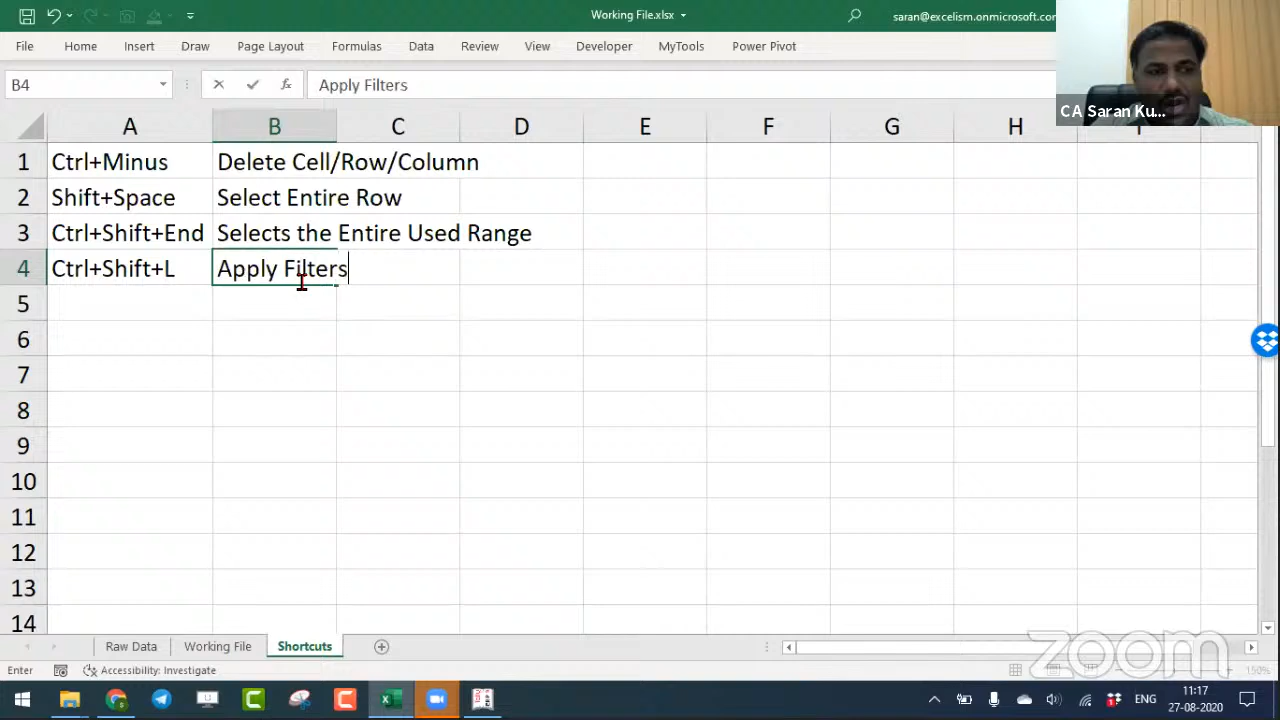 Working File.xlsx
saran@excelism.onmicrosoft.com
File Home Insert Draw Page Layout Formulas Data Review View Developer MyTools Power Pivot
CA Saran Ku...
B4 fx Apply Filters
A B C D E F G H
1 Ctrl+Minus Delete Cell/Row/Column
2 Shift+Space Select Entire Row
3 Ctrl+Shift+End Selects the Entire Used Range
4 Ctrl+Shift+L Apply Filters
5
6
7
8
9
10
11
12
13
14
Raw Data Working File Shortcuts
zoom
Enter Accessibility: Investigate 150%
ENG 11:17
27-08-2020